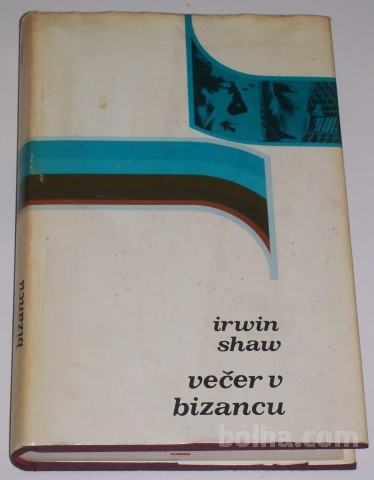 irwin
shaw
večer v
bizancu
bizancu
bolha.com